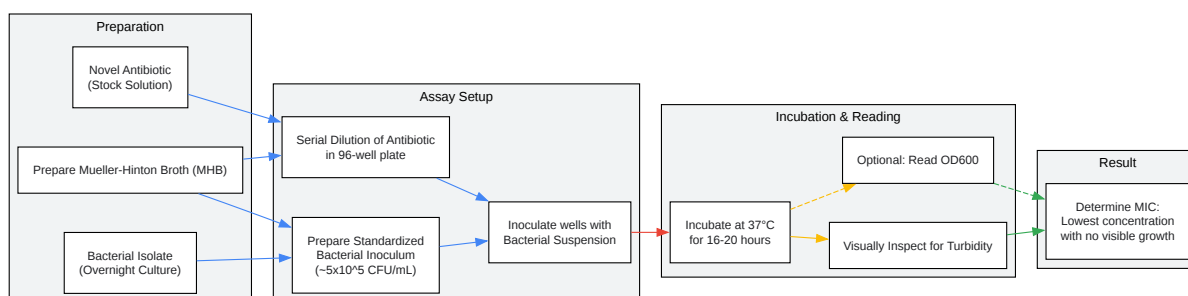 Preparation
Novel Antibiotic
(Stock Solution)
Prepare Mueller-Hinton Broth (MHB)
Bacterial Isolate
(Overnight Culture)
Assay Setup
Serial Dilution of Antibiotic
in 96-well plate
Prepare Standardized
Bacterial Inoculum
(~5x10^5 CFU/mL)
Inoculate wells with
Bacterial Suspension
Incubation & Reading
Incubate at 37°C
for 16-20 hours
Optional: Read OD600
Visually Inspect for Turbidity
Result
Determine MIC:
Lowest concentration
with no visible growth